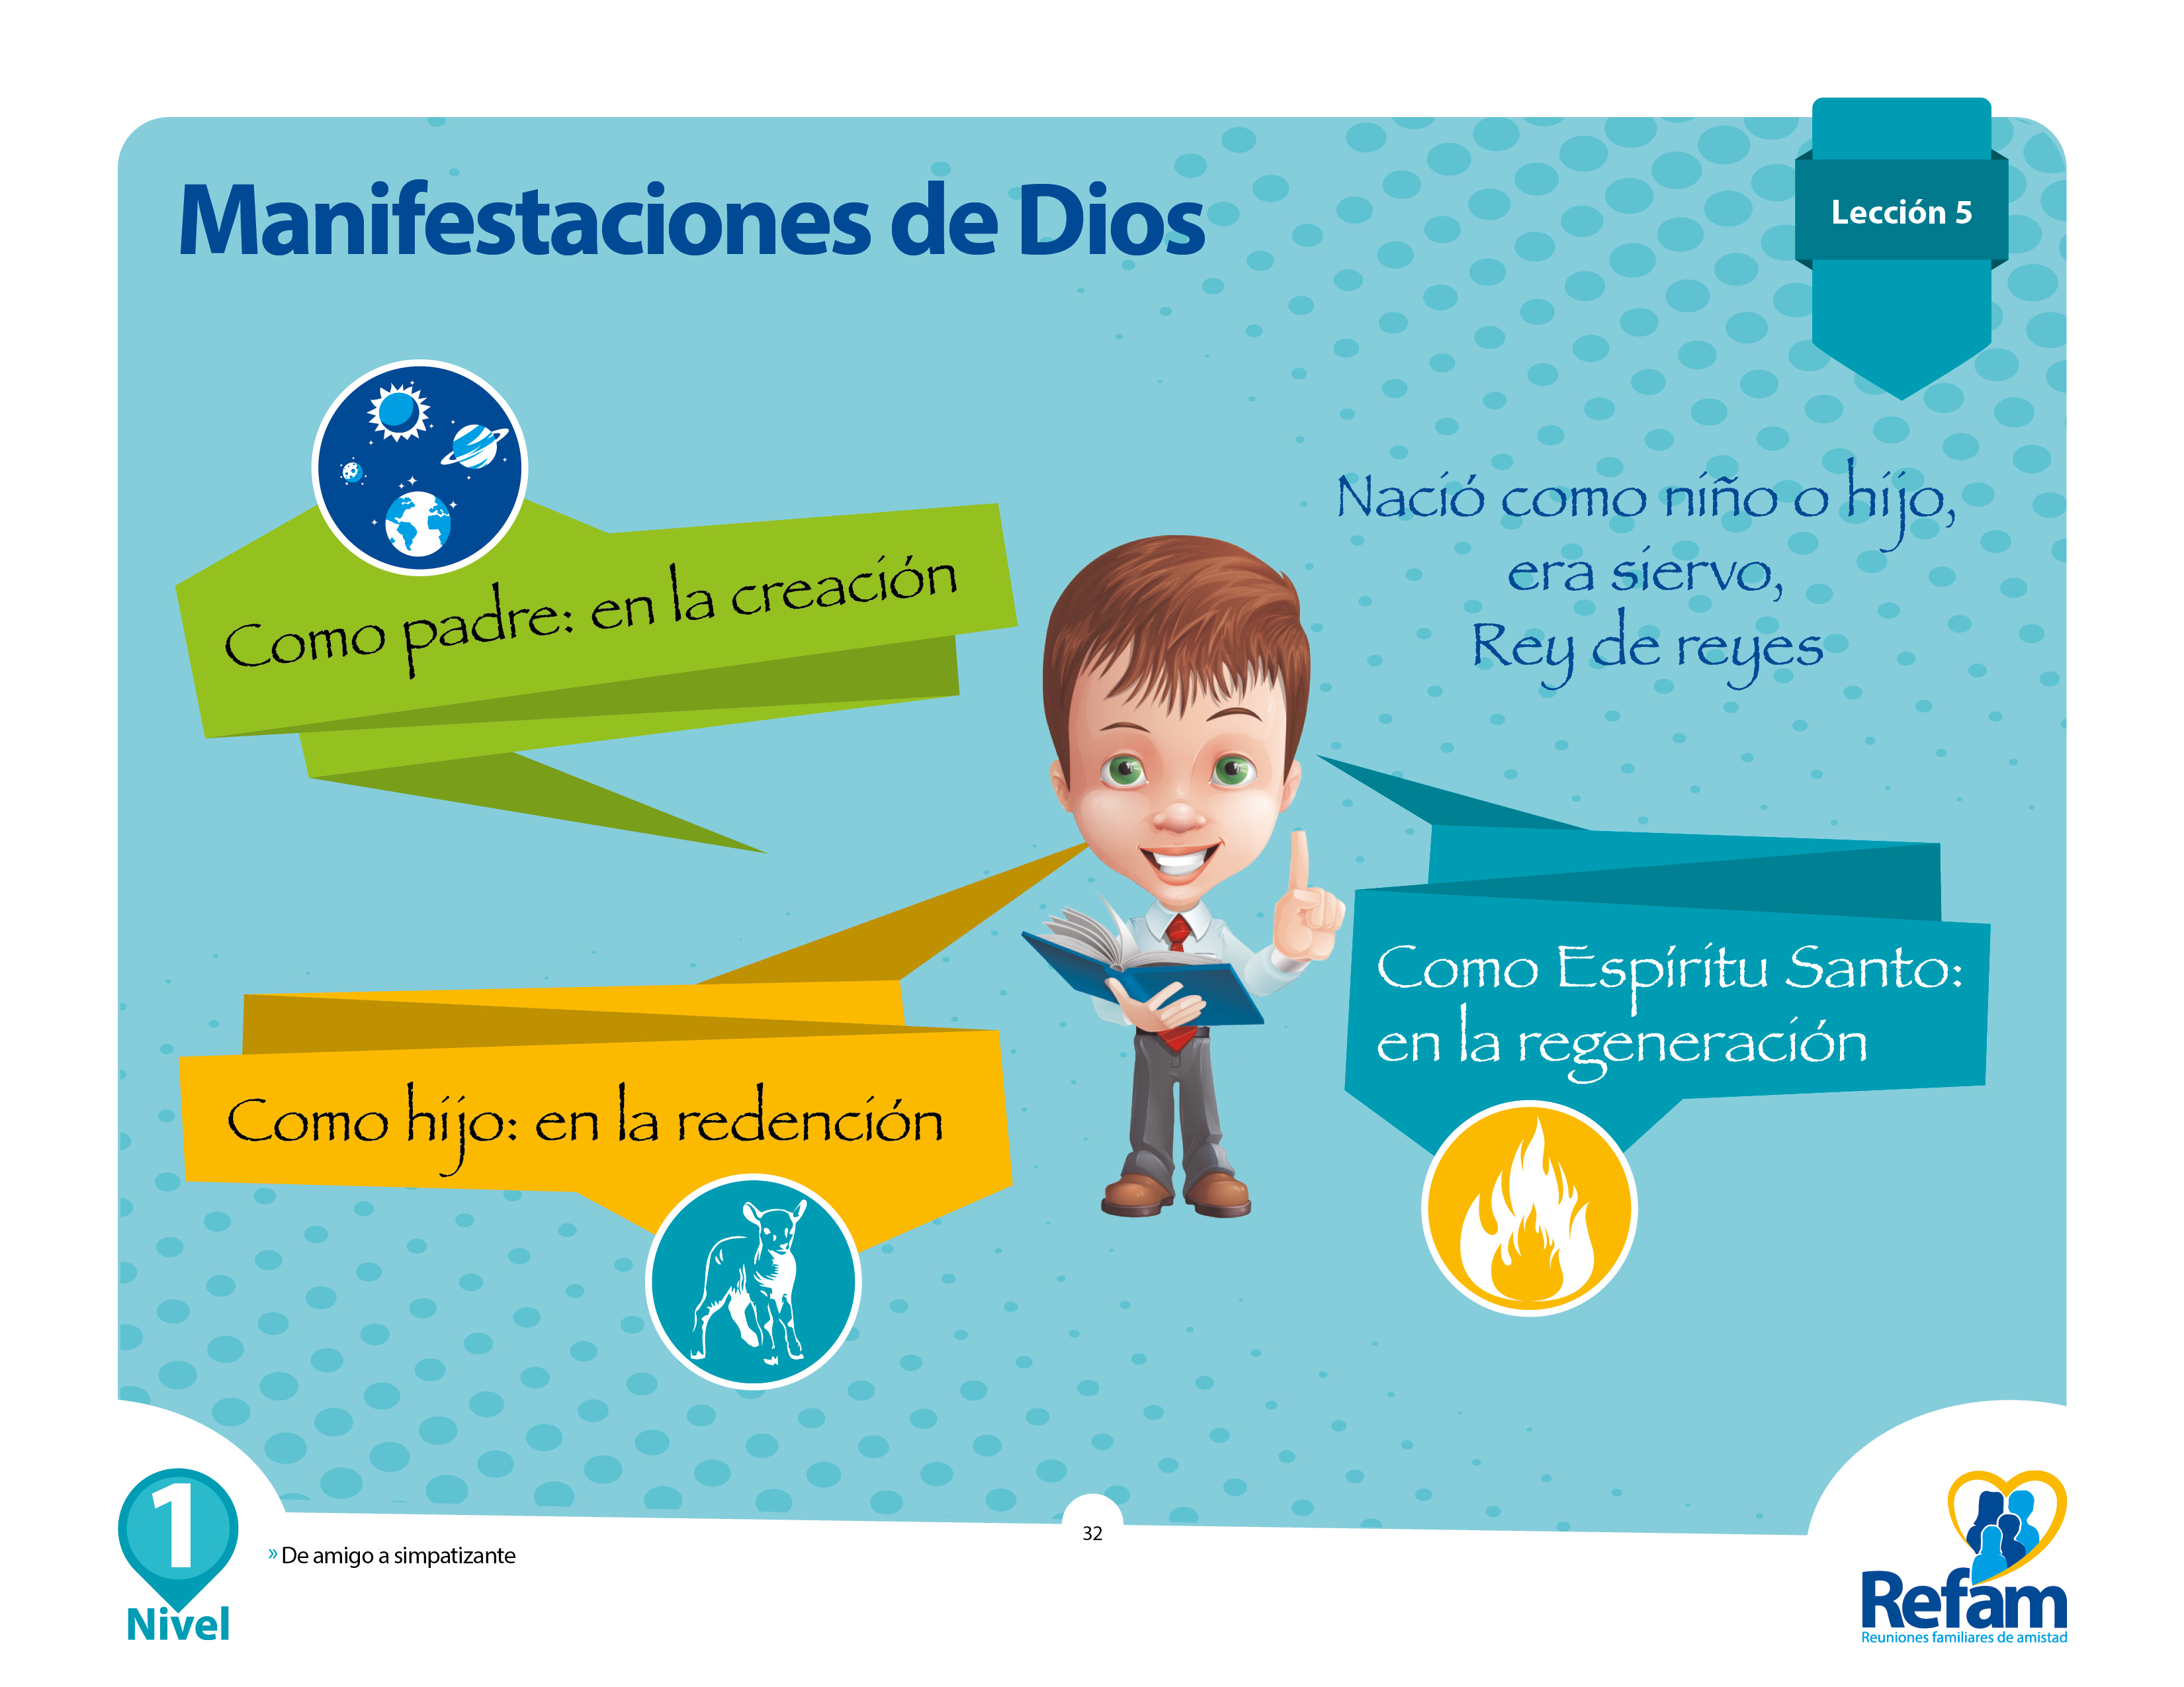 Manifestaciones de Dios
Lección 5
Como padre: en la creación
Nació como niño o hijo,
era siervo,
Rey de reyes
Como hijo: en la redención
Como Espíritu Santo:
en la regeneración
1
Nivel
» De amigo a simpatizante
32
Refam
Reuniones familiares de amistad